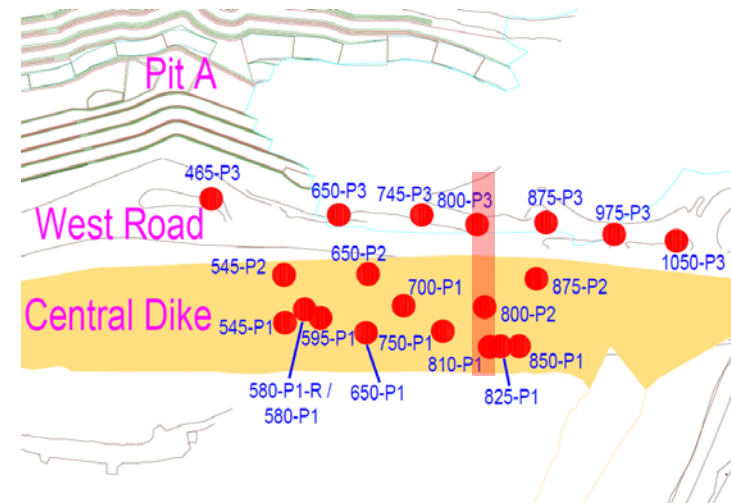 Pit A
465-P3
650-P3
745-P3
800-P3
875-P3
975-P3
1050-P3
West Road
545-P2
650-P2
875-P2
700-P1
800-P2
Central Dike
545-P1
595-P1
750-P1
810-P1
850-P1
580-P1-R /
580-P1
650-P1
825-P1